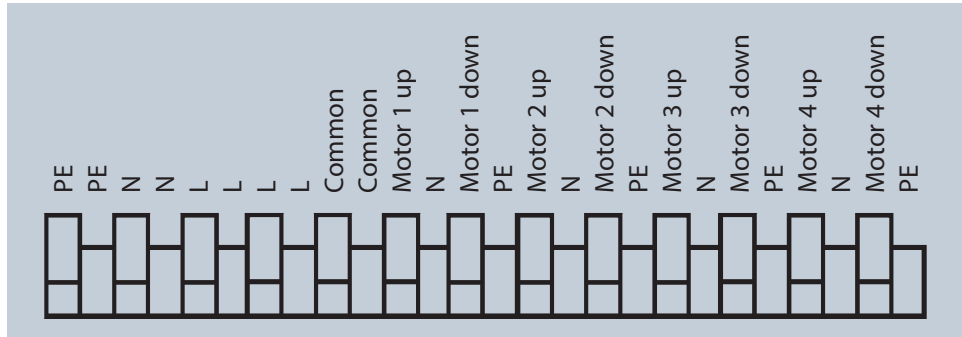 PE
PE
N
N
L
L
L
L
Common
Common
Motor 1 up
N
Motor 1 down
PE
Motor 2 up
N
Motor 2 down
PE
Motor 3 up
N
Motor 3 down
PE
Motor 4 up
N
Motor 4 down
PE